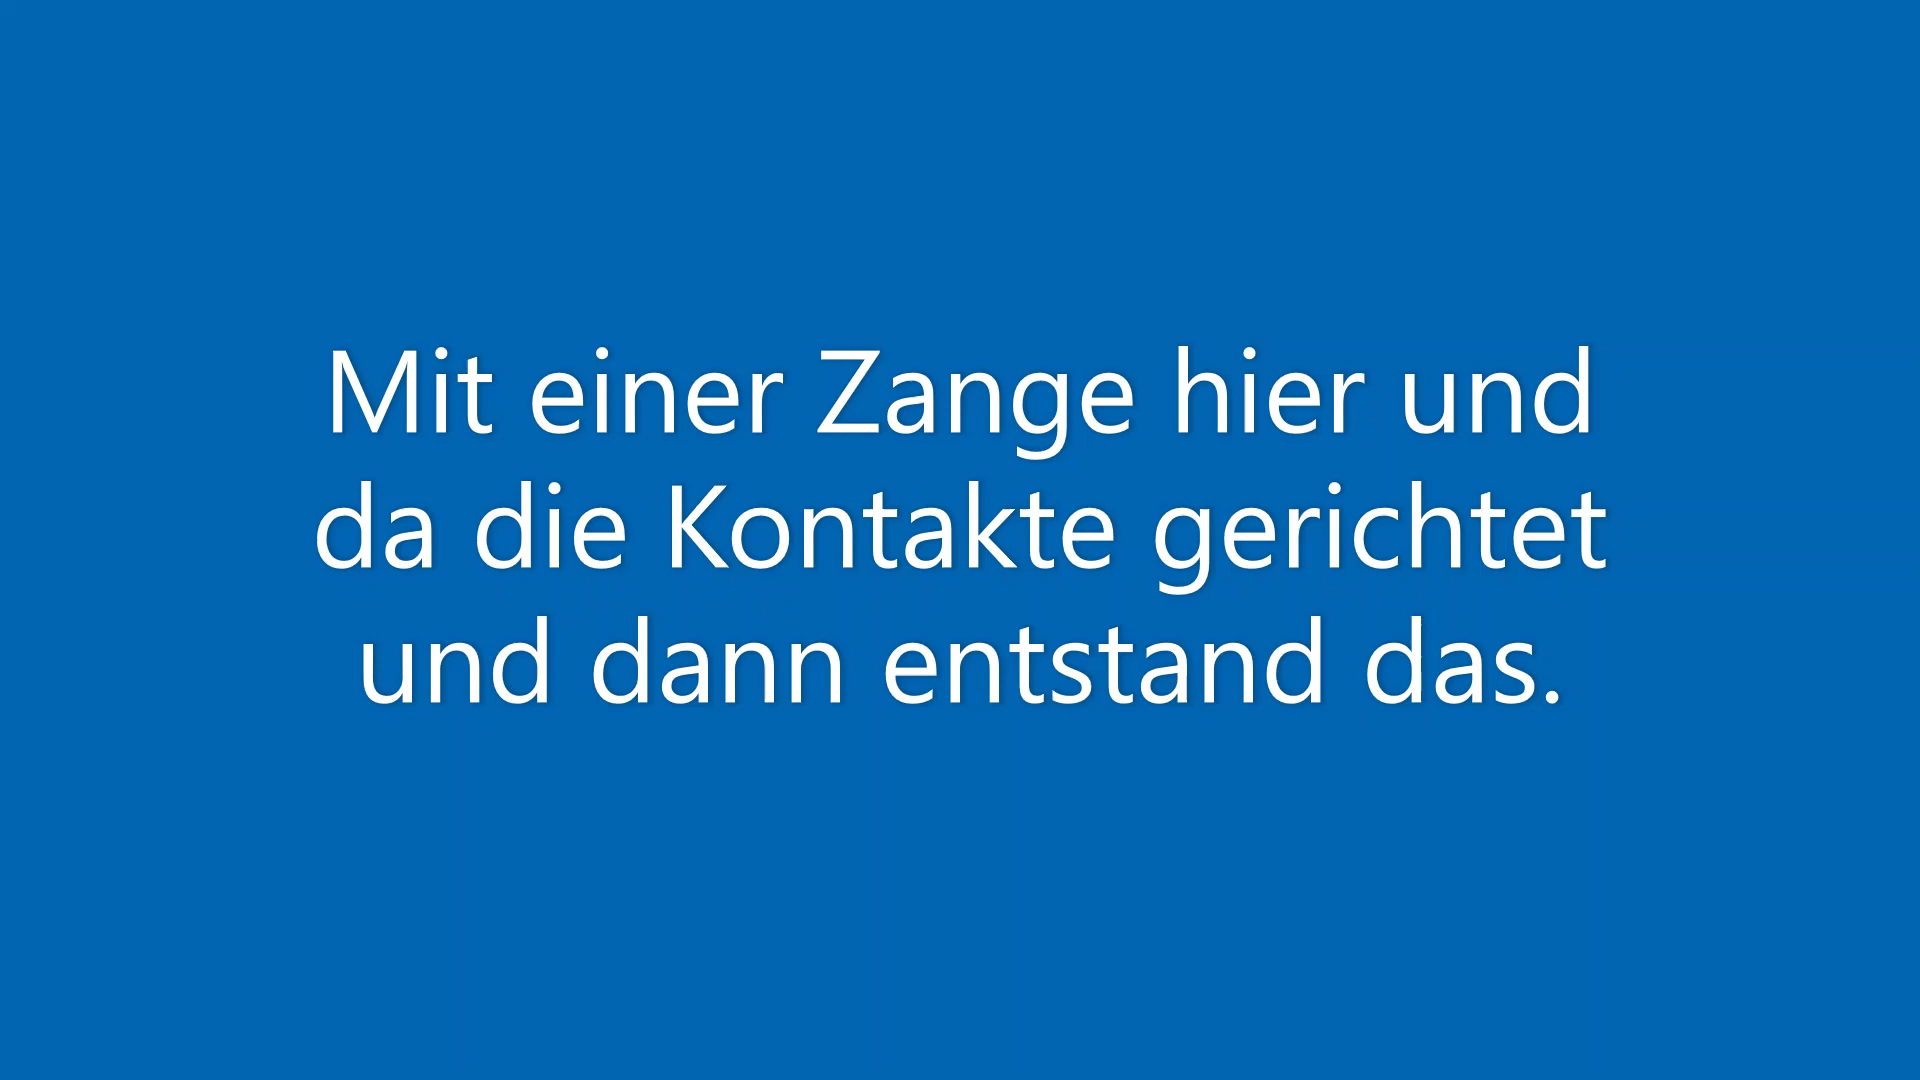 Mit einer Zange hier und
da die Kontakte gerichtet
und dann entstand das.